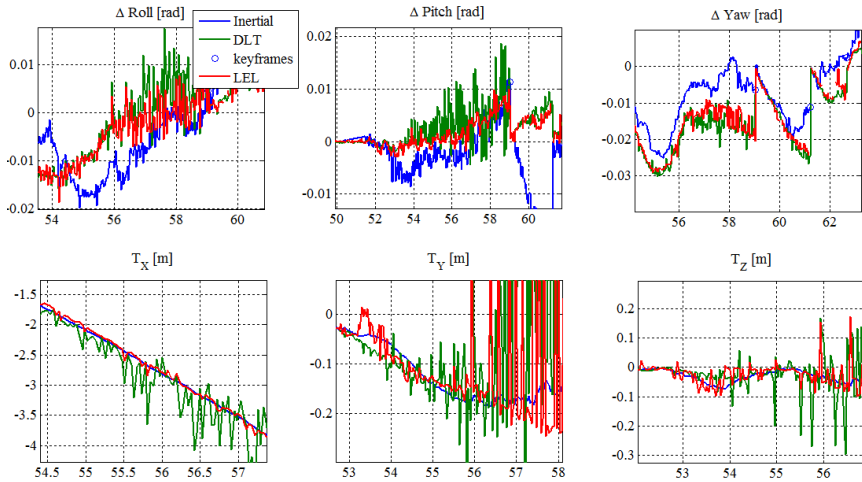 Δ Roll [rad]
0.01
0
-0.01
-0.02
54 56 58 60
Inertial
DLT
keyframes
LEL
Δ Pitch [rad]
0.02
0.01
0
-0.01
50 52 54 56 58 60
Δ Yaw [rad]
0
-0.01
-0.02
-0.03
56 58 60 62
T_X [m]
-1.5
-2
-2.5
-3
-3.5
-4
54.5 55 55.5 56 56.5 57
T_Y [m]
0
-0.1
-0.2
53 54 55 56 57 58
T_Z [m]
0.2
0.1
0
-0.1
-0.2
-0.3
53 54 55 56